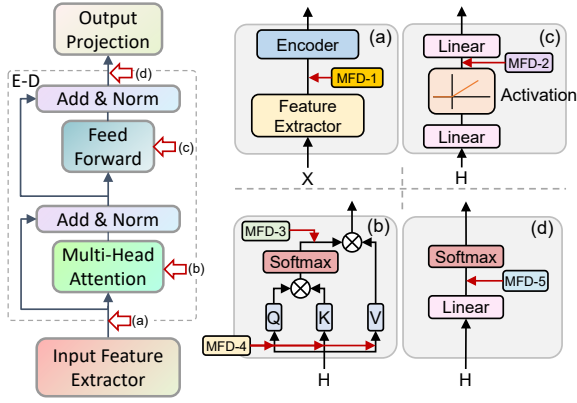 Output
Projection
(d)
E-D
Add & Norm
Feed
Forward
(c)
Add & Norm
Multi-Head
Attention
(b)
(a)
Input Feature
Extractor
(a)
Encoder
MFD-1
Feature
Extractor
X
(c)
Linear
MFD-2
Activation
Linear
H
(b)
MFD-3
Softmax
Q
K
V
MFD-4
H
(d)
Softmax
MFD-5
Linear
H